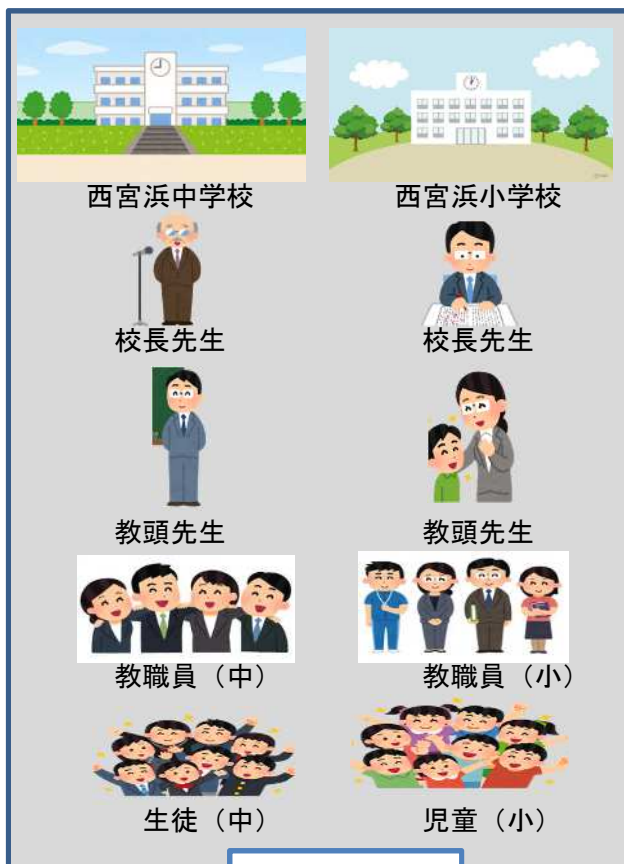 西宮浜中学校 西宮浜小学校
校長先生 校長先生
教頭先生 教頭先生
教職員（中） 教職員（小）
生徒（中） 児童（小）